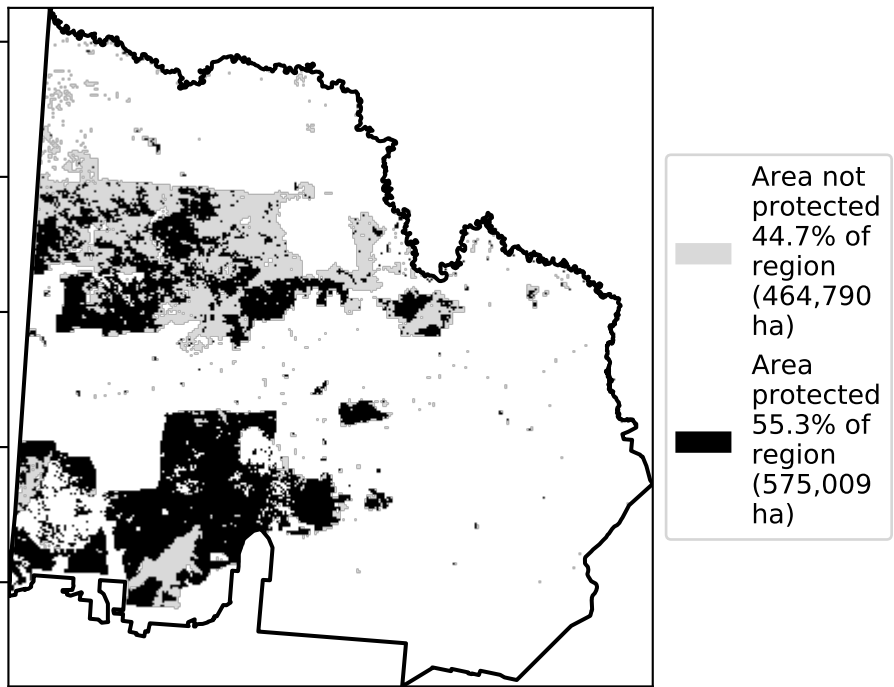 Area not
protected
44.7% of
region
(464,790
ha)
Area
protected
55.3% of
region
(575,009
ha)